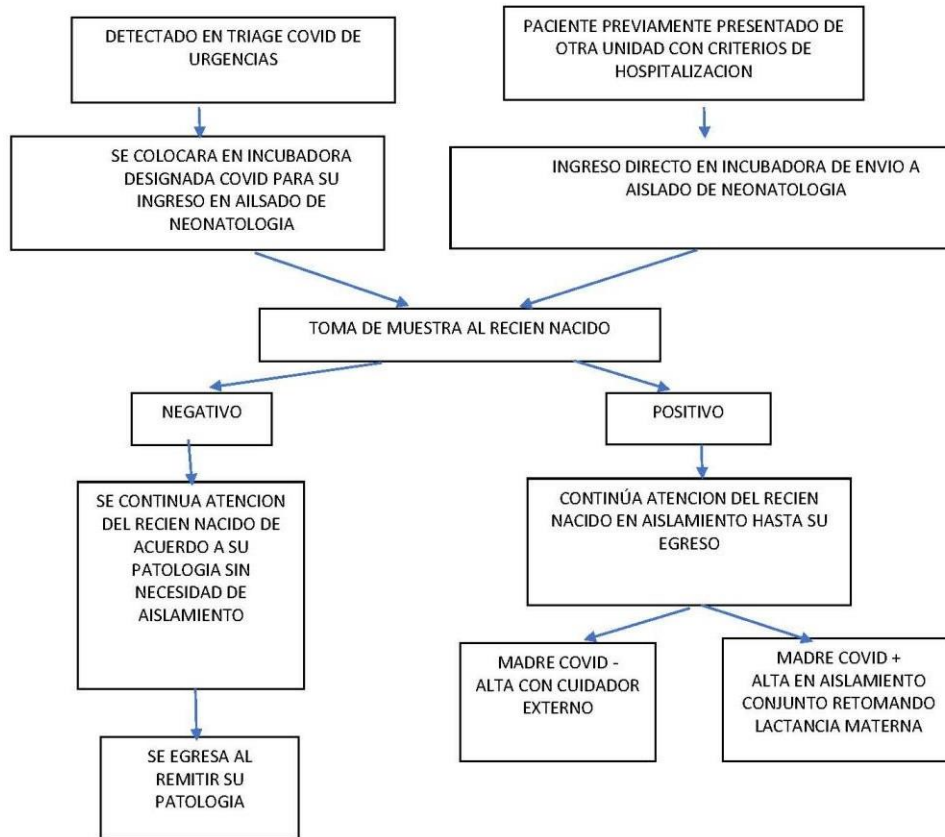 DETECTADO EN TRIAGE COVID DE
URGENCIAS
PACIENTE PREVIAMENTE PRESENTADO DE
OTRA UNIDAD CON CRITERIOS DE
HOSPITALIZACION
SE COLOCARA EN INCUBADORA
DESIGNADA COVID PARA SU
INGRESO EN AILSADO DE
NEONATOLOGIA
INGRESO DIRECTO EN INCUBADORA DE ENVIO A
AISLADO DE NEONATOLOGIA
TOMA DE MUESTRA AL RECIEN NACIDO
NEGATIVO
POSITIVO
SE CONTINUA ATENCION
DEL RECIEN NACIDO DE
ACUERDO A SU
PATOLOGIA SIN
NECESIDAD DE
AISLAMIENTO
CONTINÚA ATENCION DEL RECIEN
NACIDO EN AISLAMIENTO HASTA SU
EGRESO
MADRE COVID -
ALTA CON CUIDADOR
EXTERNO
MADRE COVID +
ALTA EN AISLAMIENTO
CONJUNTO RETOMANDO
LACTANCIA MATERNA
SE EGRESA AL
REMITIR SU
PATOLOGIA